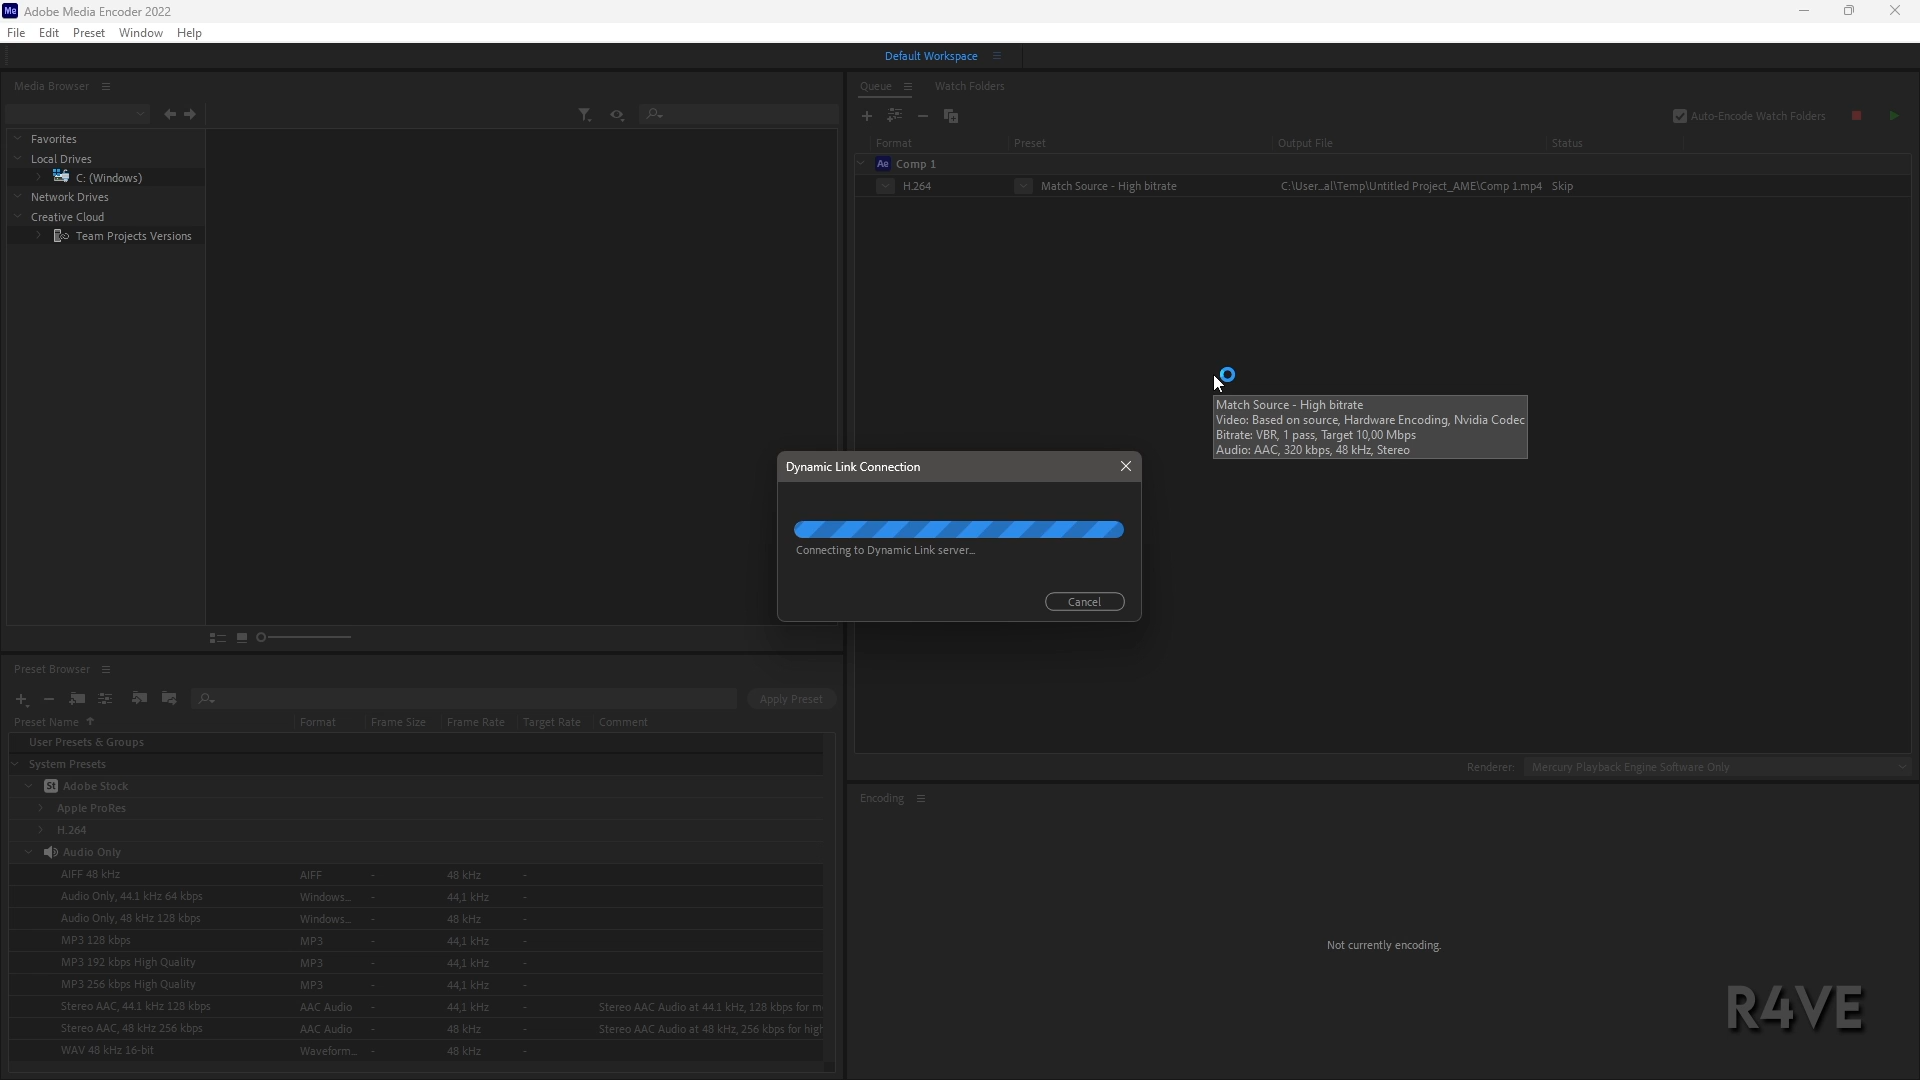 Me Adobe Media Encoder 2022
File Edit Preset Window Help
Default Workspace
Media Browser
Favorites
Local Drives
C: (Windows)
Network Drives
Creative Cloud
Team Projects Versions
Queue Watch Folders
Auto-Encode Watch Folders
Format Preset Output File Status
Ae Comp 1
H.264 Match Source - High bitrate C:\User...al\Temp\Untitled Project_AME\Comp 1.mp4 Skip
Match Source - High bitrate
Video: Based on source, Hardware Encoding, Nvidia Codec
Bitrate: VBR, 1 pass, Target 10,00 Mbps
Audio: AAC, 320 kbps, 48 kHz, Stereo
Dynamic Link Connection
Connecting to Dynamic Link server...
Cancel
Renderer: Mercury Playback Engine Software Only
Preset Browser
Apply Preset
Preset Name Format Frame Size Frame Rate Target Rate Comment
User Presets & Groups
System Presets
St Adobe Stock
Apple ProRes
H.264
Audio Only
AIFF 48 kHz AIFF - 48 kHz -
Audio Only, 44.1 kHz 64 kbps Windows... - 44,1 kHz -
Audio Only, 48 kHz 128 kbps Windows... - 48 kHz -
MP3 128 kbps MP3 - 44,1 kHz -
MP3 192 kbps High Quality MP3 - 44,1 kHz -
MP3 256 kbps High Quality MP3 - 44,1 kHz -
Stereo AAC, 44.1 kHz 128 kbps AAC Audio - 44,1 kHz - Stereo AAC Audio at 44.1 kHz, 128 kbps for m
Stereo AAC, 48 kHz 256 kbps AAC Audio - 48 kHz - Stereo AAC Audio at 48 kHz, 256 kbps for high
WAV 48 kHz 16-bit Waveform... - 48 kHz -
Encoding
Not currently encoding.
R4VE